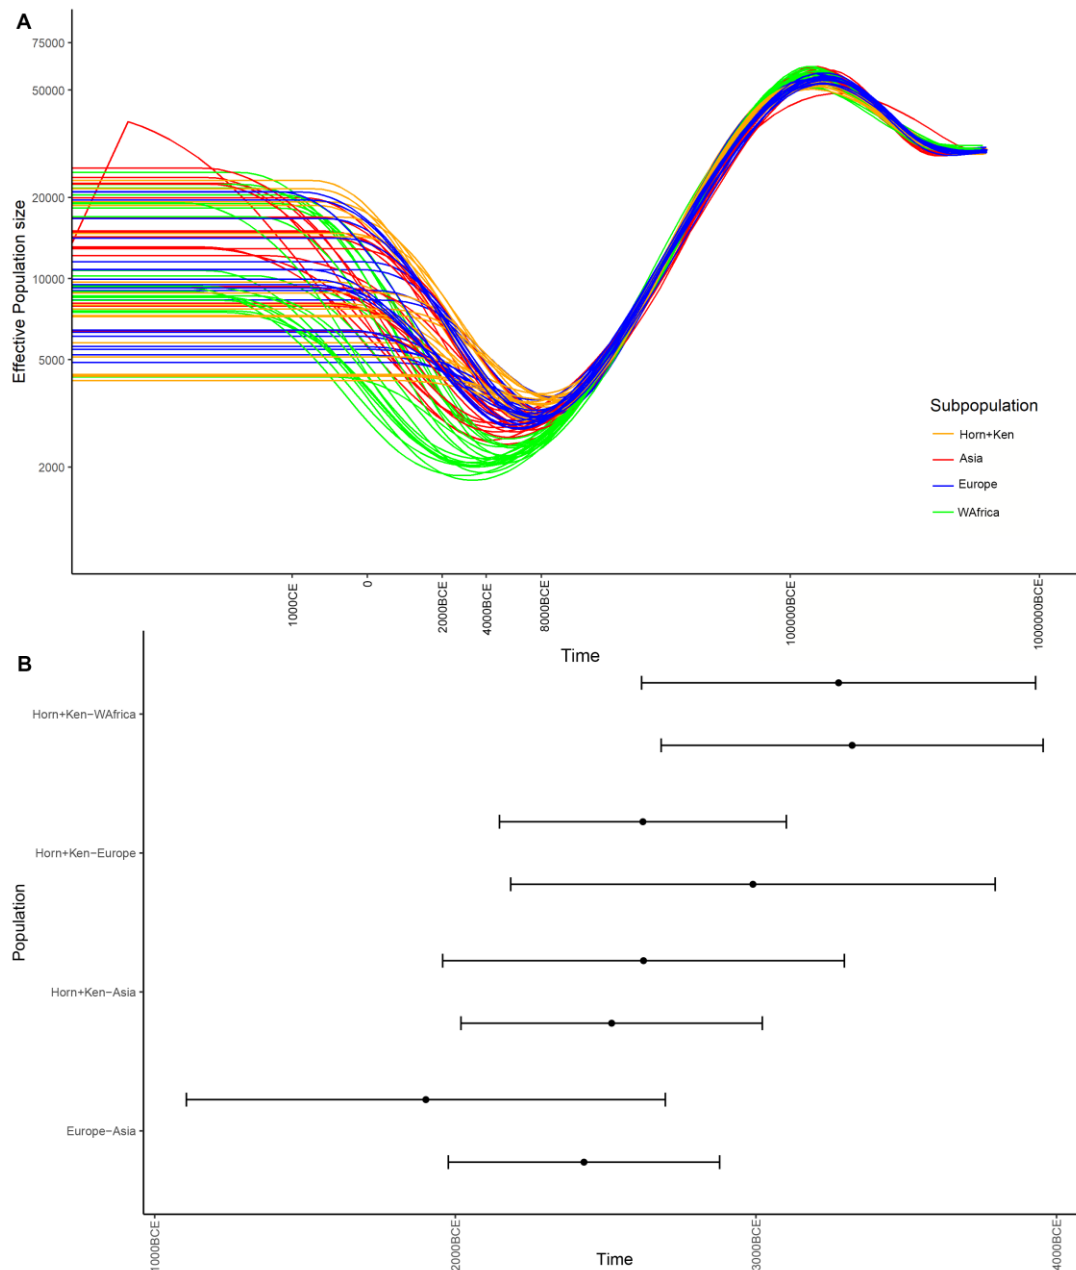 A
75000
50000
20000
10000
5000
2000
Effective Population size
Subpopulation
Horn+Ken
Asia
Europe
WAfrica
1000CE
0
2000BCE
4000BCE
8000BCE
100000BCE
1000000BCE
Time
B
Horn+Ken−WAfrica
Horn+Ken−Europe
Horn+Ken−Asia
Europe−Asia
Population
1000BCE
2000BCE
3000BCE
4000BCE
Time